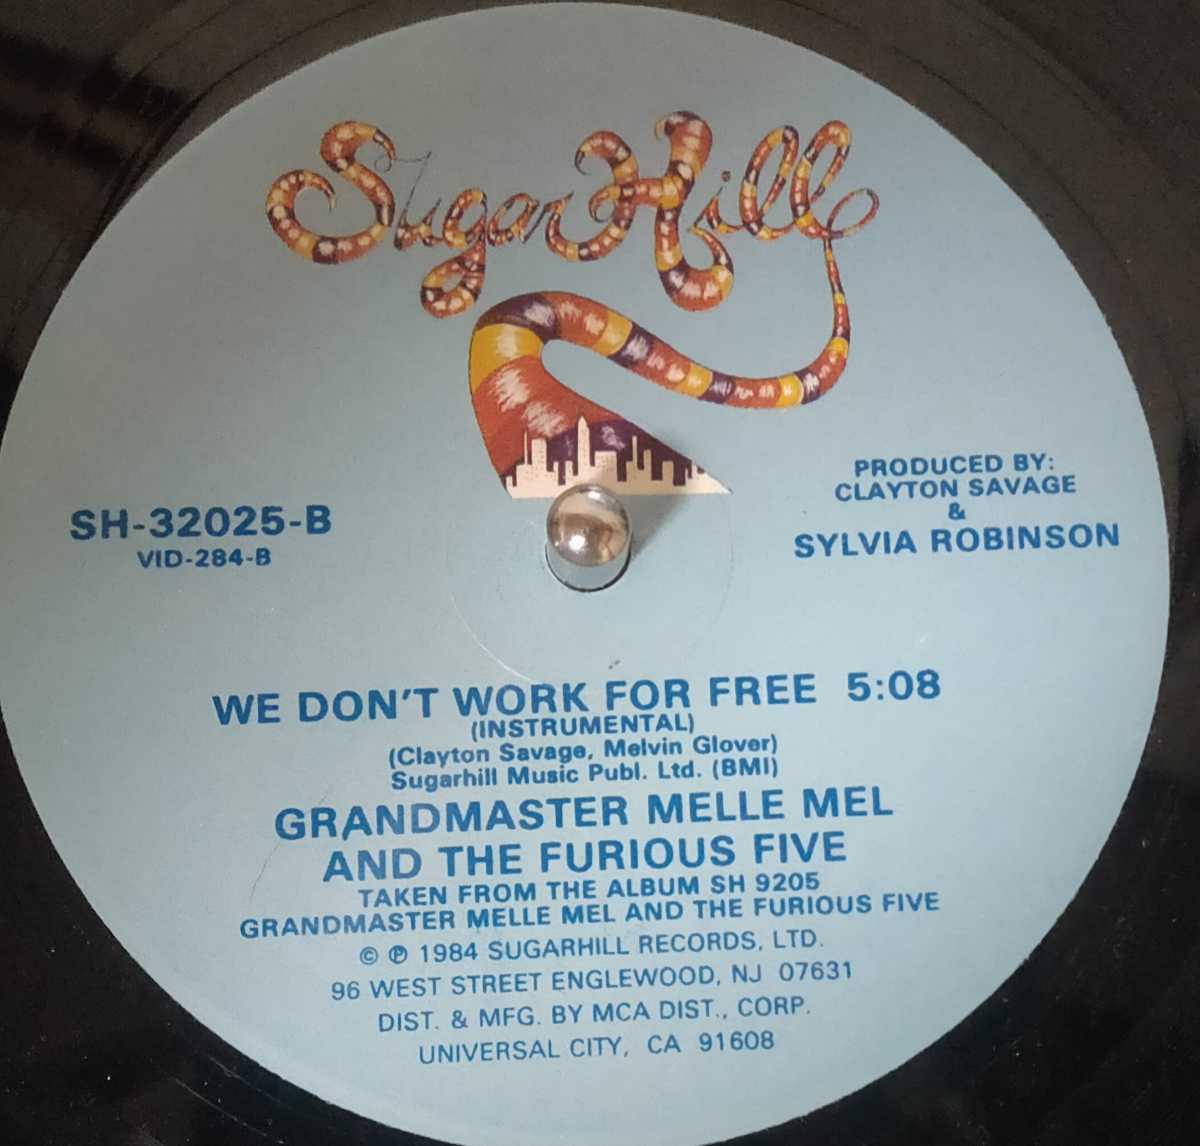 Sugar Hill
SH-32025-B
VID-284-B
PRODUCED BY:
CLAYTON SAVAGE
&
SYLVIA ROBINSON
WE DON'T WORK FOR FREE 5:08
(INSTRUMENTAL)
(Clayton Savage, Melvin Glover)
Sugarhill Music Publ. Ltd. (BMI)
GRANDMASTER MELLE MEL
AND THE FURIOUS FIVE
TAKEN FROM THE ALBUM SH 9205
GRANDMASTER MELLE MEL AND THE FURIOUS FIVE
© ℗ 1984 SUGARHILL RECORDS, LTD.
96 WEST STREET ENGLEWOOD, NJ 07631
DIST. & MFG. BY MCA DIST., CORP.
UNIVERSAL CITY, CA 91608